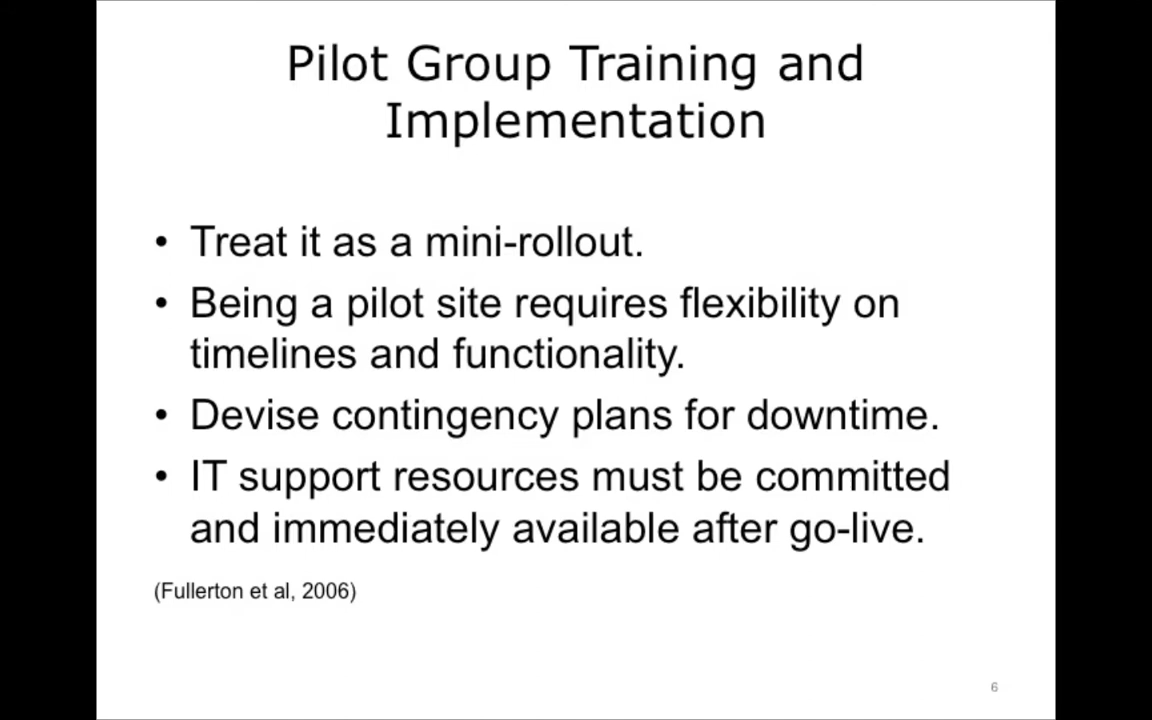 Pilot Group Training and
Implementation
• Treat it as a mini-rollout.
• Being a pilot site requires flexibility on
timelines and functionality.
• Devise contingency plans for downtime.
• IT support resources must be committed
and immediately available after go-live.
(Fullerton et al, 2006)
6